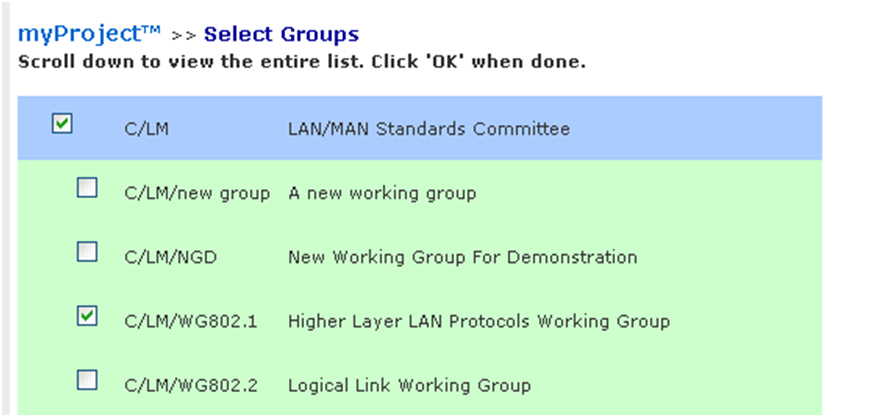 myProject™ >> Select Groups
Scroll down to view the entire list. Click 'OK' when done.
C/LM LAN/MAN Standards Committee
C/LM/new group A new working group
C/LM/NGD New Working Group For Demonstration
C/LM/WG802.1 Higher Layer LAN Protocols Working Group
C/LM/WG802.2 Logical Link Working Group